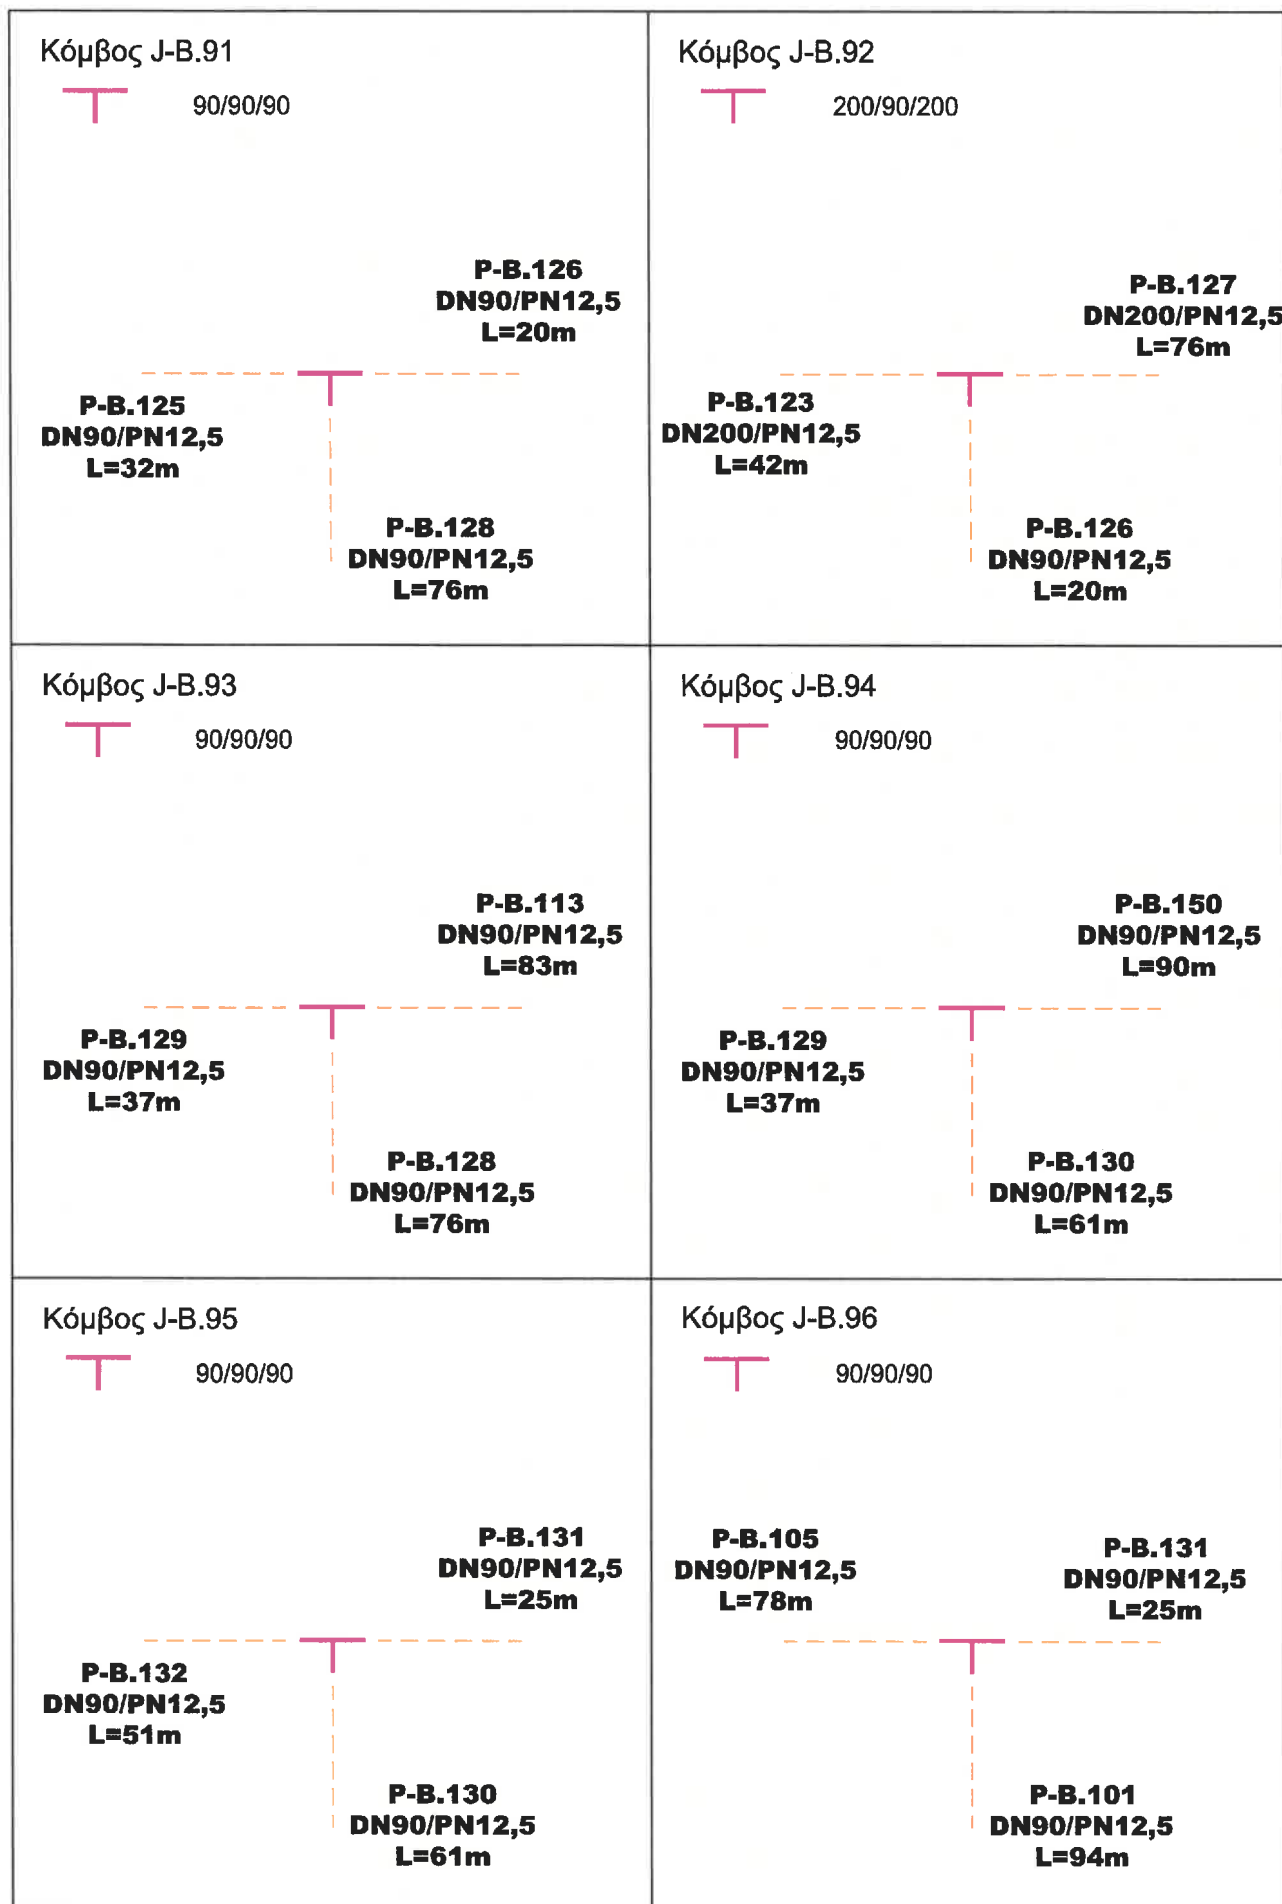 Κόμβος J-B.91
90/90/90
P-B.126
DN90/PN12,5
L=20m
P-B.125
DN90/PN12,5
L=32m
P-B.128
DN90/PN12,5
L=76m
Κόμβος J-B.92
200/90/200
P-B.127
DN200/PN12,5
L=76m
P-B.123
DN200/PN12,5
L=42m
P-B.126
DN90/PN12,5
L=20m
Κόμβος J-B.93
90/90/90
P-B.113
DN90/PN12,5
L=83m
P-B.129
DN90/PN12,5
L=37m
P-B.128
DN90/PN12,5
L=76m
Κόμβος J-B.94
90/90/90
P-B.150
DN90/PN12,5
L=90m
P-B.129
DN90/PN12,5
L=37m
P-B.130
DN90/PN12,5
L=61m
Κόμβος J-B.95
90/90/90
P-B.131
DN90/PN12,5
L=25m
P-B.132
DN90/PN12,5
L=51m
P-B.130
DN90/PN12,5
L=61m
Κόμβος J-B.96
90/90/90
P-B.105
DN90/PN12,5
L=78m
P-B.131
DN90/PN12,5
L=25m
P-B.101
DN90/PN12,5
L=94m